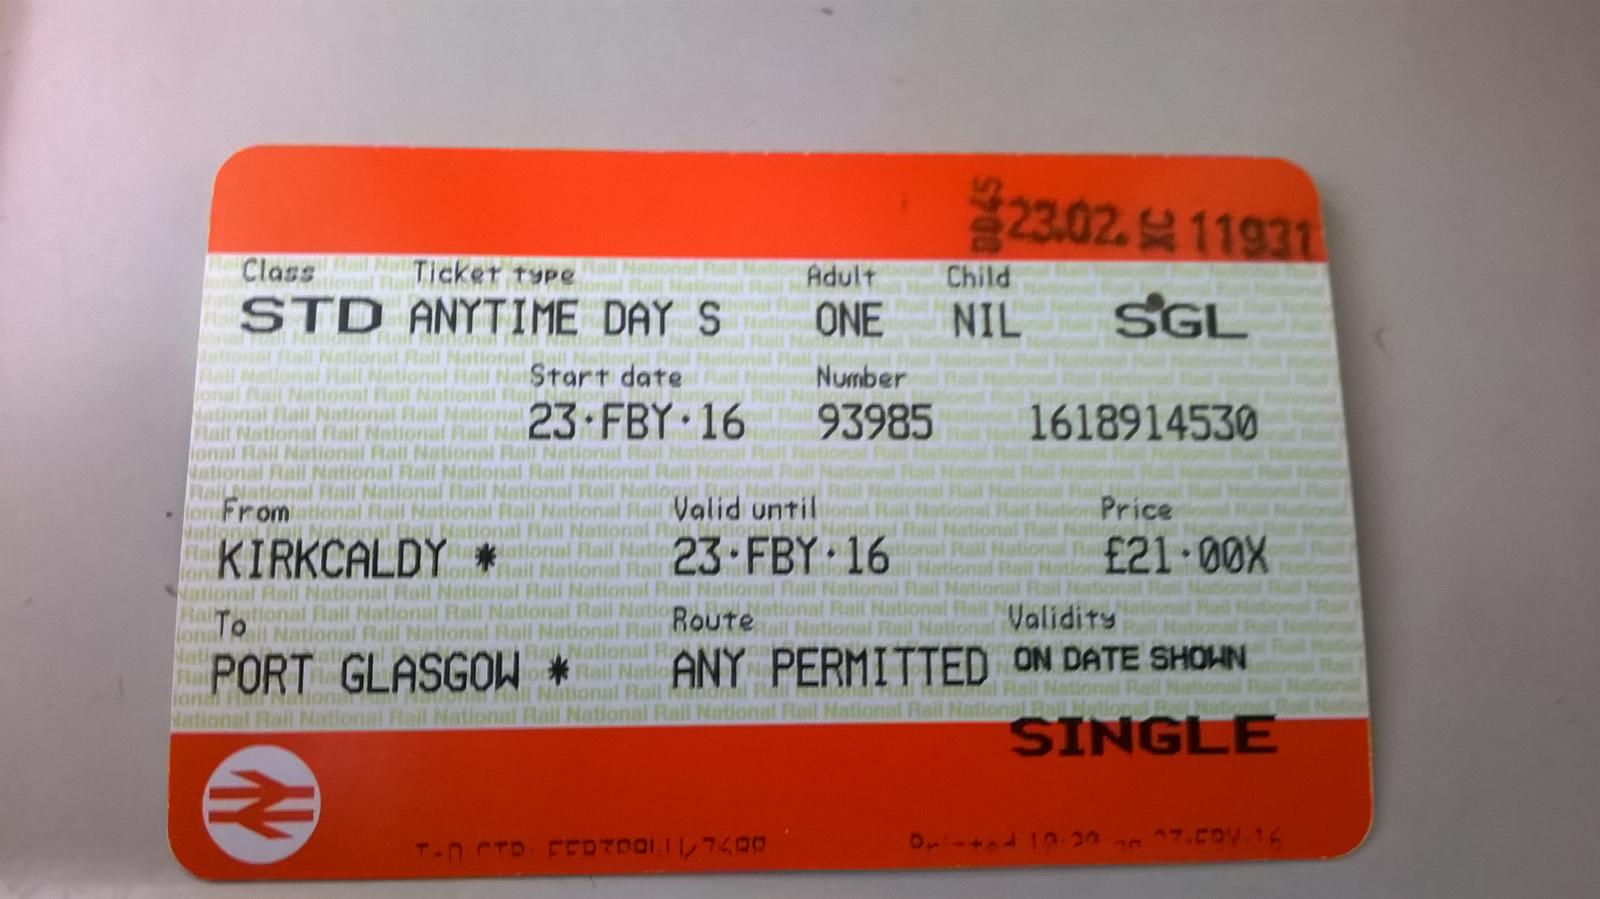 8045 23.02. 11931
Class Ticket type Adult Child
STD ANYTIME DAY S ONE NIL SGL
Start date Number
23·FBY·16 93985 1618914530
From Valid until Price
KIRKCALDY * 23·FBY·16 £21·00X
To Route Validity
PORT GLASGOW * ANY PERMITTED ON DATE SHOWN
SINGLE
Printed